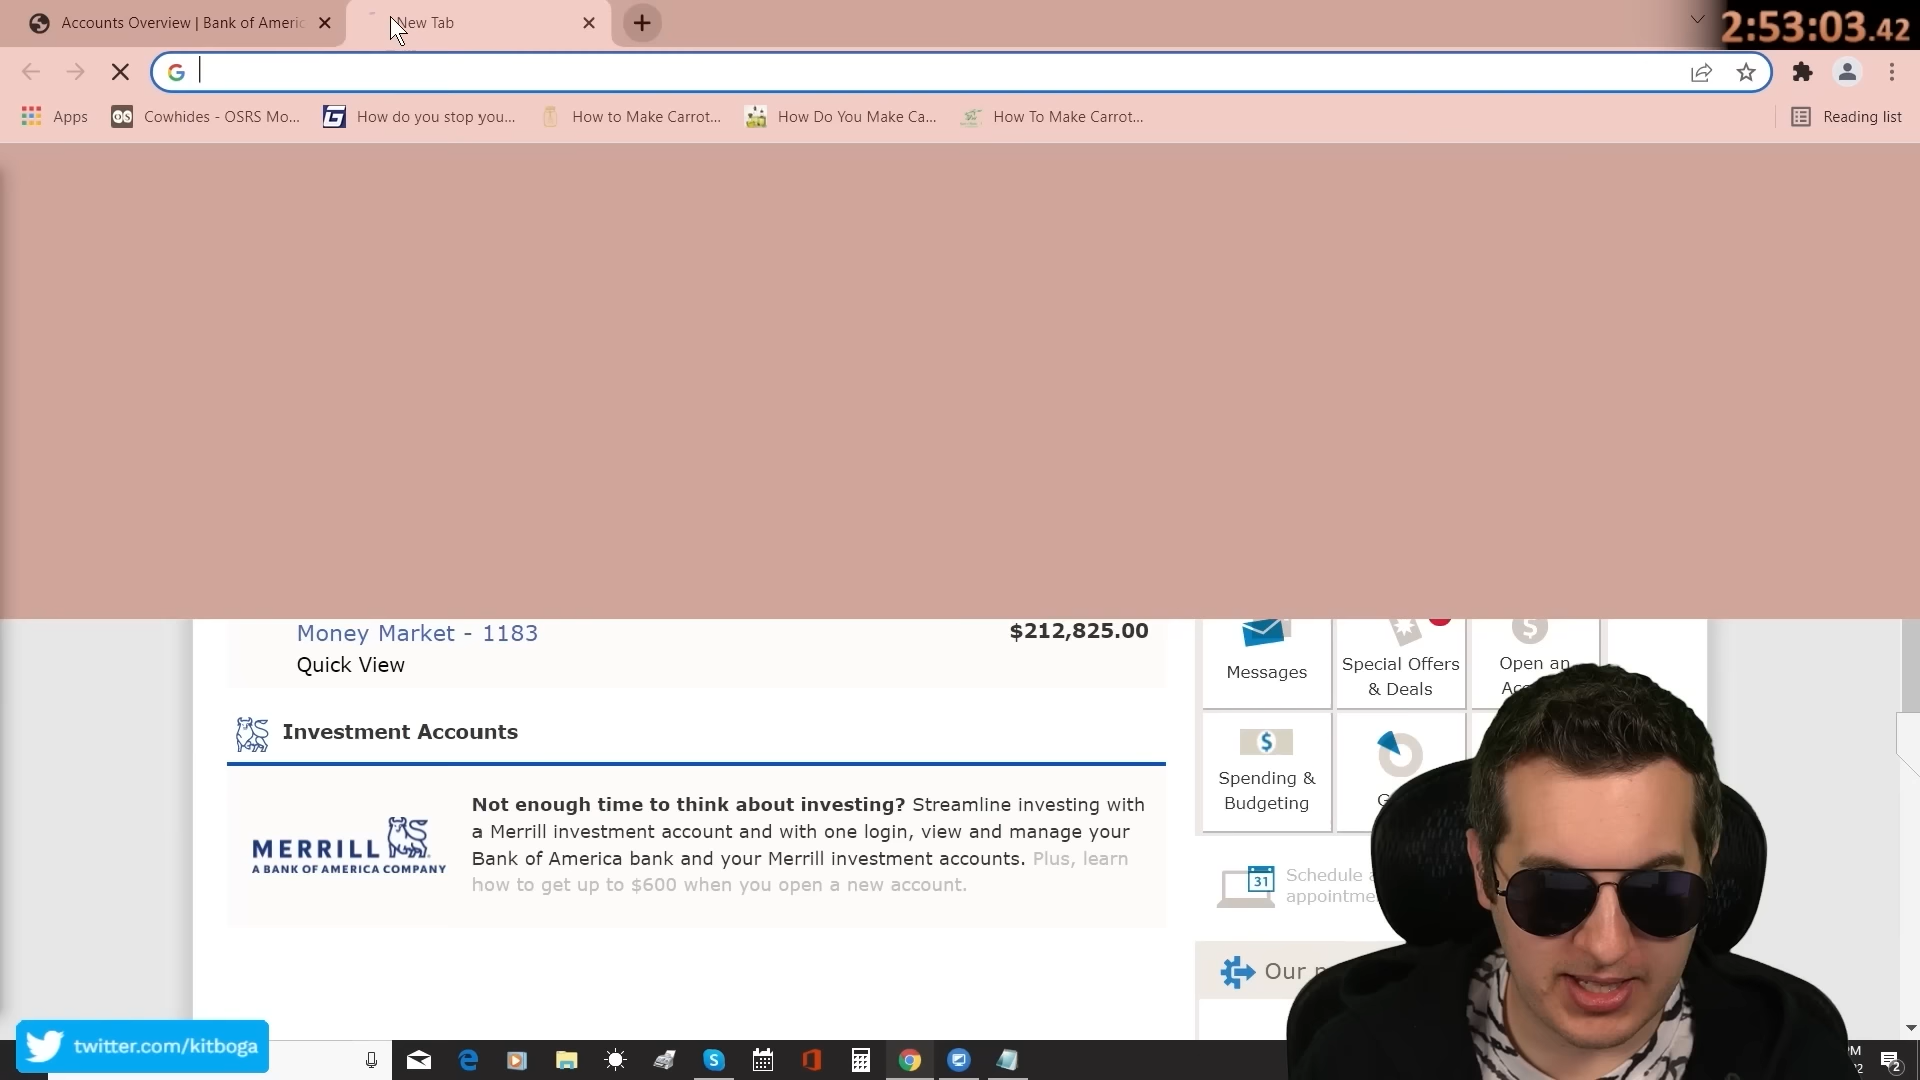 Accounts Overview | Bank of Americ
New Tab
2:53:03.42
Apps
Cowhides - OSRS Mo...
How do you stop you...
How to Make Carrot...
How Do You Make Ca...
How To Make Carrot...
Reading list
Money Market - 1183
$212,825.00
Quick View
Messages
Special Offers
& Deals
Open an
Investment Accounts
Spending &
Budgeting
Not enough time to think about investing? Streamline investing with
a Merrill investment account and with one login, view and manage your
Bank of America bank and your Merrill investment accounts. Plus, learn
how to get up to $600 when you open a new account.
MERRILL
A BANK OF AMERICA COMPANY
31
Schedule a
appointme
Our
twitter.com/kitboga
2